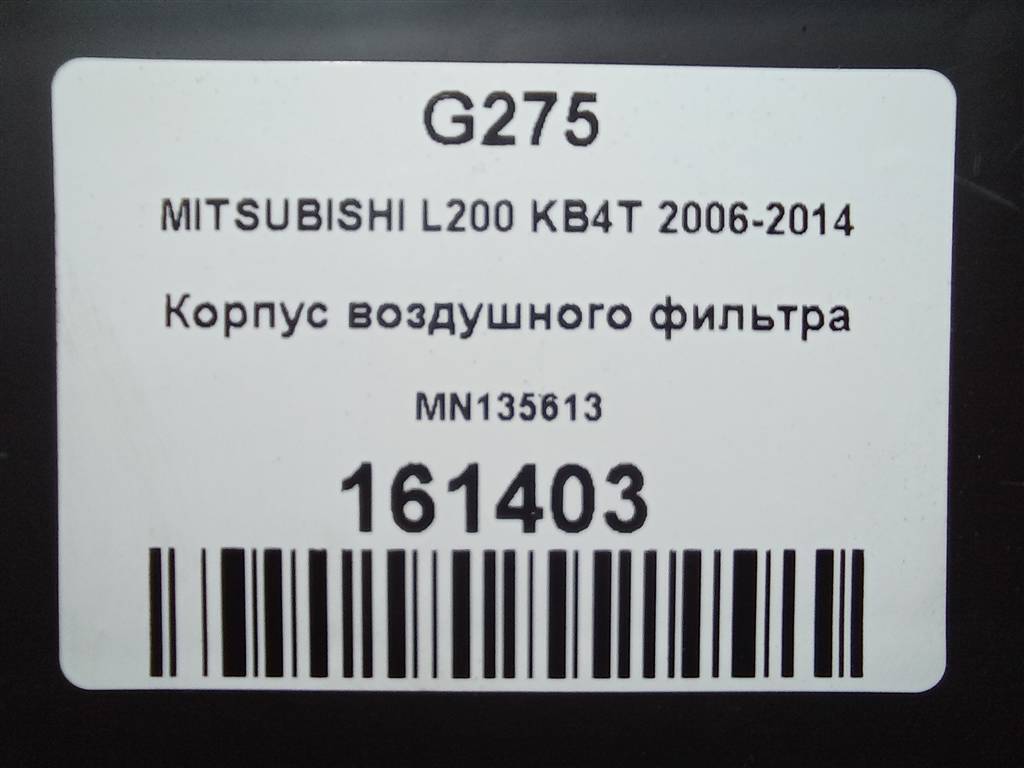 G275
MITSUBISHI L200 KB4T 2006-2014
Корпус воздушного фильтра
MN135613
161403